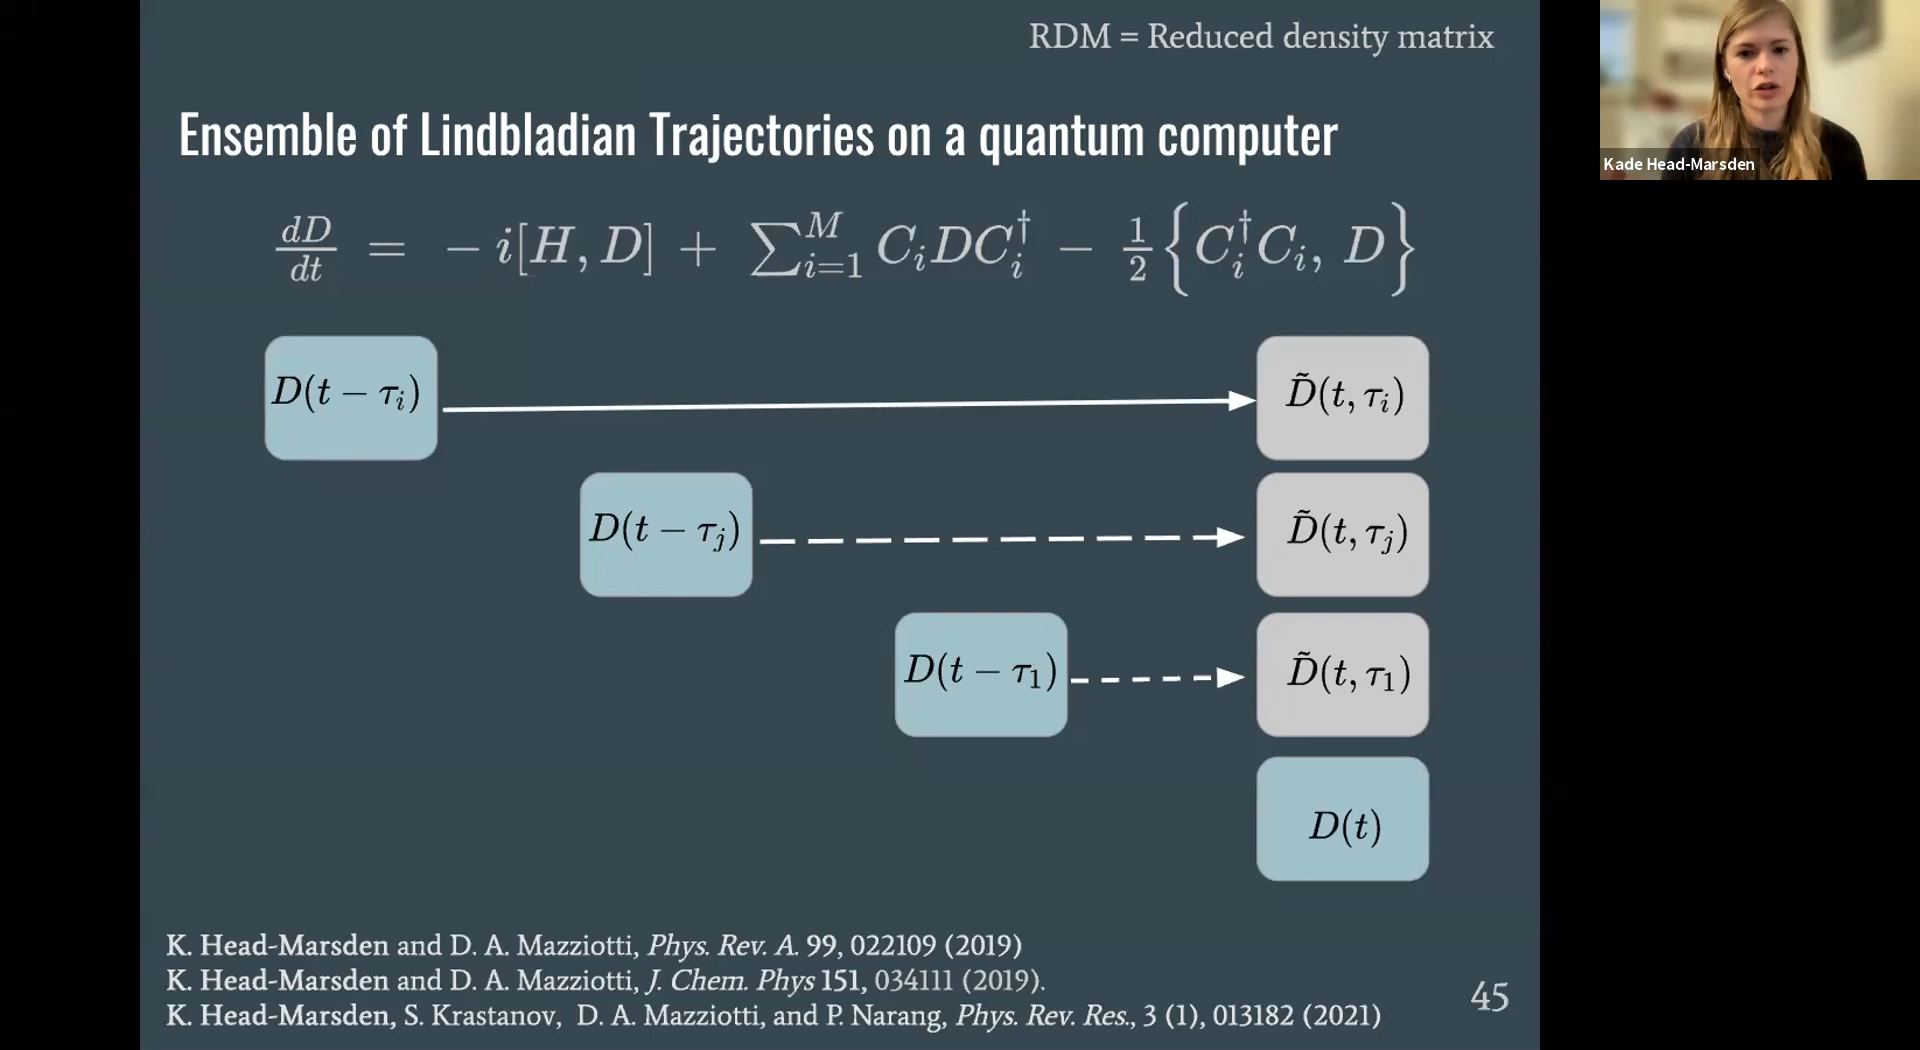 RDM = Reduced density matrix
Kade Head-Marsden
Ensemble of Lindbladian Trajectories on a quantum computer
dD/dt = − i[H, D] + ∑_{i=1}^{M} C_i D C_i^† − 1/2 {C_i^† C_i, D}
D(t − τ_i) D̃(t, τ_i)
D(t − τ_j) D̃(t, τ_j)
D(t − τ_1) D̃(t, τ_1)
D(t)
K. Head-Marsden and D. A. Mazziotti, Phys. Rev. A. 99, 022109 (2019)
K. Head-Marsden and D. A. Mazziotti, J. Chem. Phys 151, 034111 (2019).
K. Head-Marsden, S. Krastanov, D. A. Mazziotti, and P. Narang, Phys. Rev. Res., 3 (1), 013182 (2021)
45